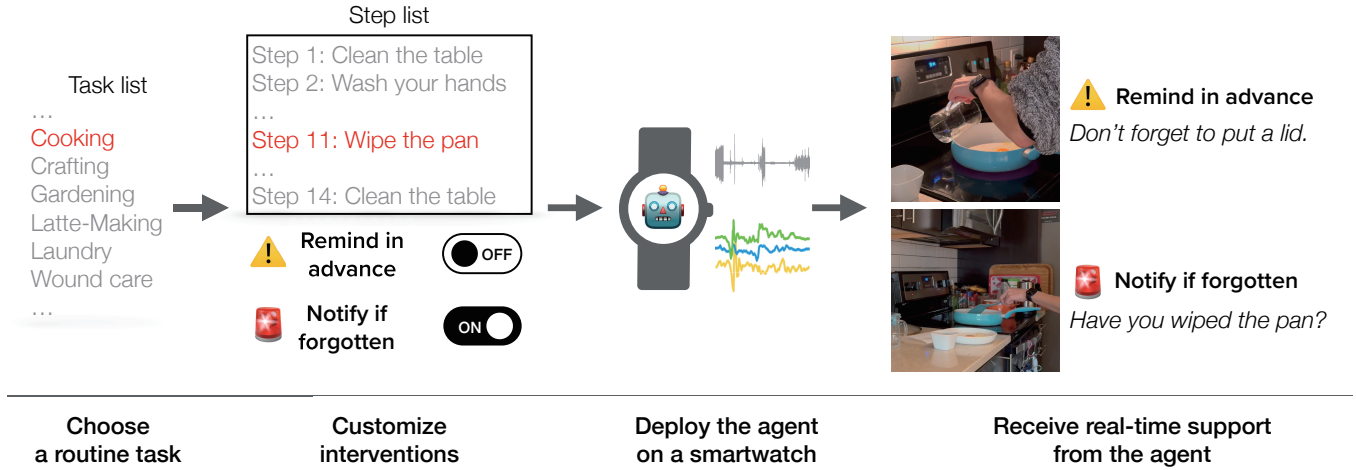 Task list
...
Cooking
Crafting
Gardening
Latte-Making
Laundry
Wound care
...
Step list
Step 1: Clean the table
Step 2: Wash your hands
...
Step 11: Wipe the pan
...
Step 14: Clean the table
Remind in
advance
OFF
Notify if
forgotten
ON
Remind in advance
Don't forget to put a lid.
Notify if forgotten
Have you wiped the pan?
Choose
a routine task
Customize
interventions
Deploy the agent
on a smartwatch
Receive real-time support
from the agent